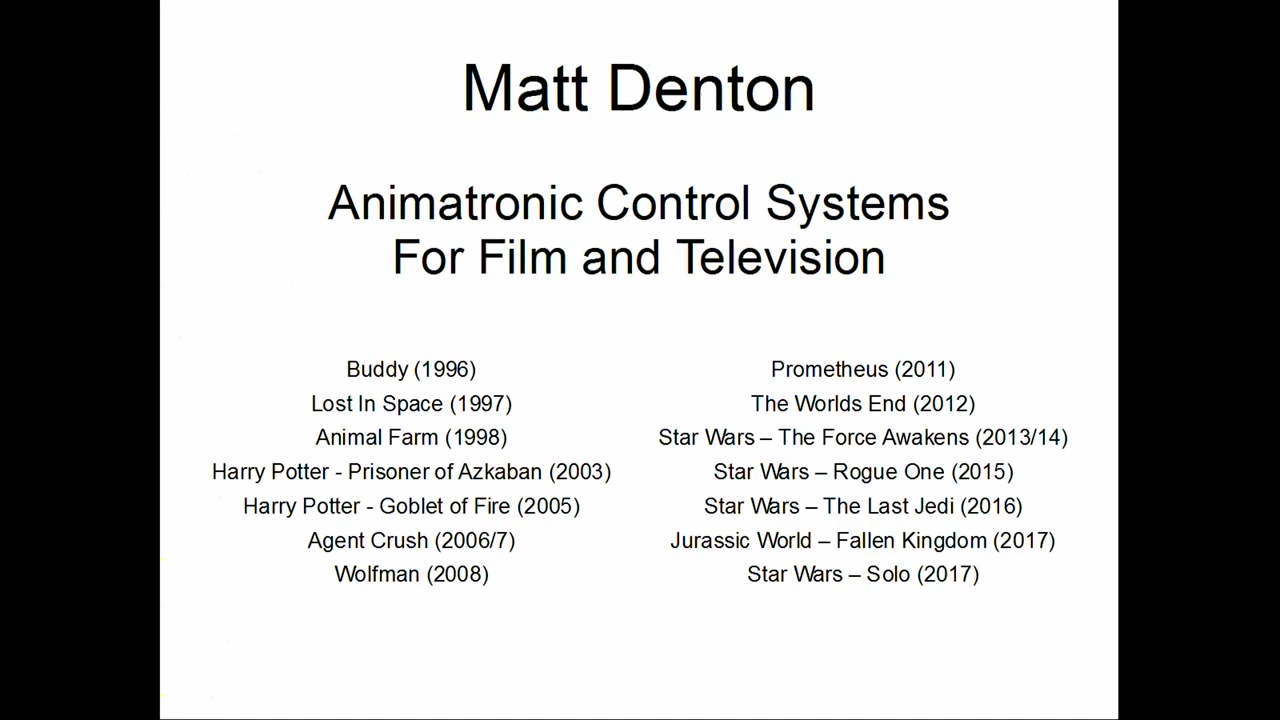 Matt Denton
Animatronic Control Systems
For Film and Television
Buddy (1996)
Lost In Space (1997)
Animal Farm (1998)
Harry Potter - Prisoner of Azkaban (2003)
Harry Potter - Goblet of Fire (2005)
Agent Crush (2006/7)
Wolfman (2008)
Prometheus (2011)
The Worlds End (2012)
Star Wars – The Force Awakens (2013/14)
Star Wars – Rogue One (2015)
Star Wars – The Last Jedi (2016)
Jurassic World – Fallen Kingdom (2017)
Star Wars – Solo (2017)